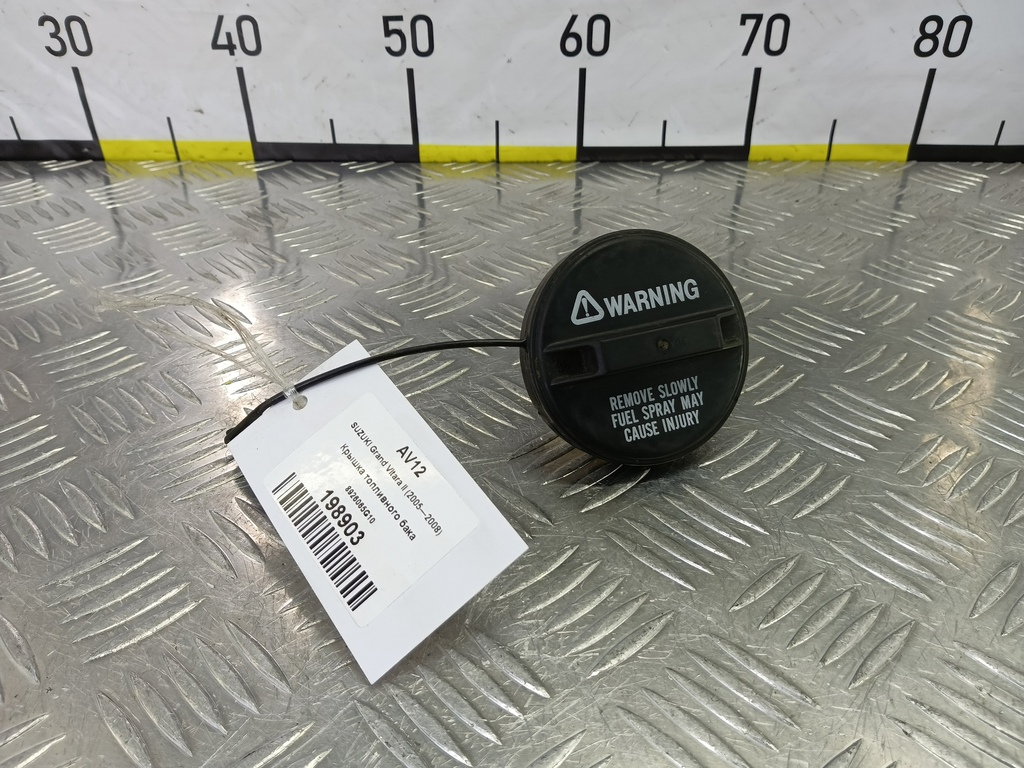 30 40 50 60 70 80
WARNING
REMOVE SLOWLY
FUEL SPRAY MAY
CAUSE INJURY
AV12
SUZUKI Grand Vitara II (2005—2008)
Крышка топливного бака
8926065G10
198903